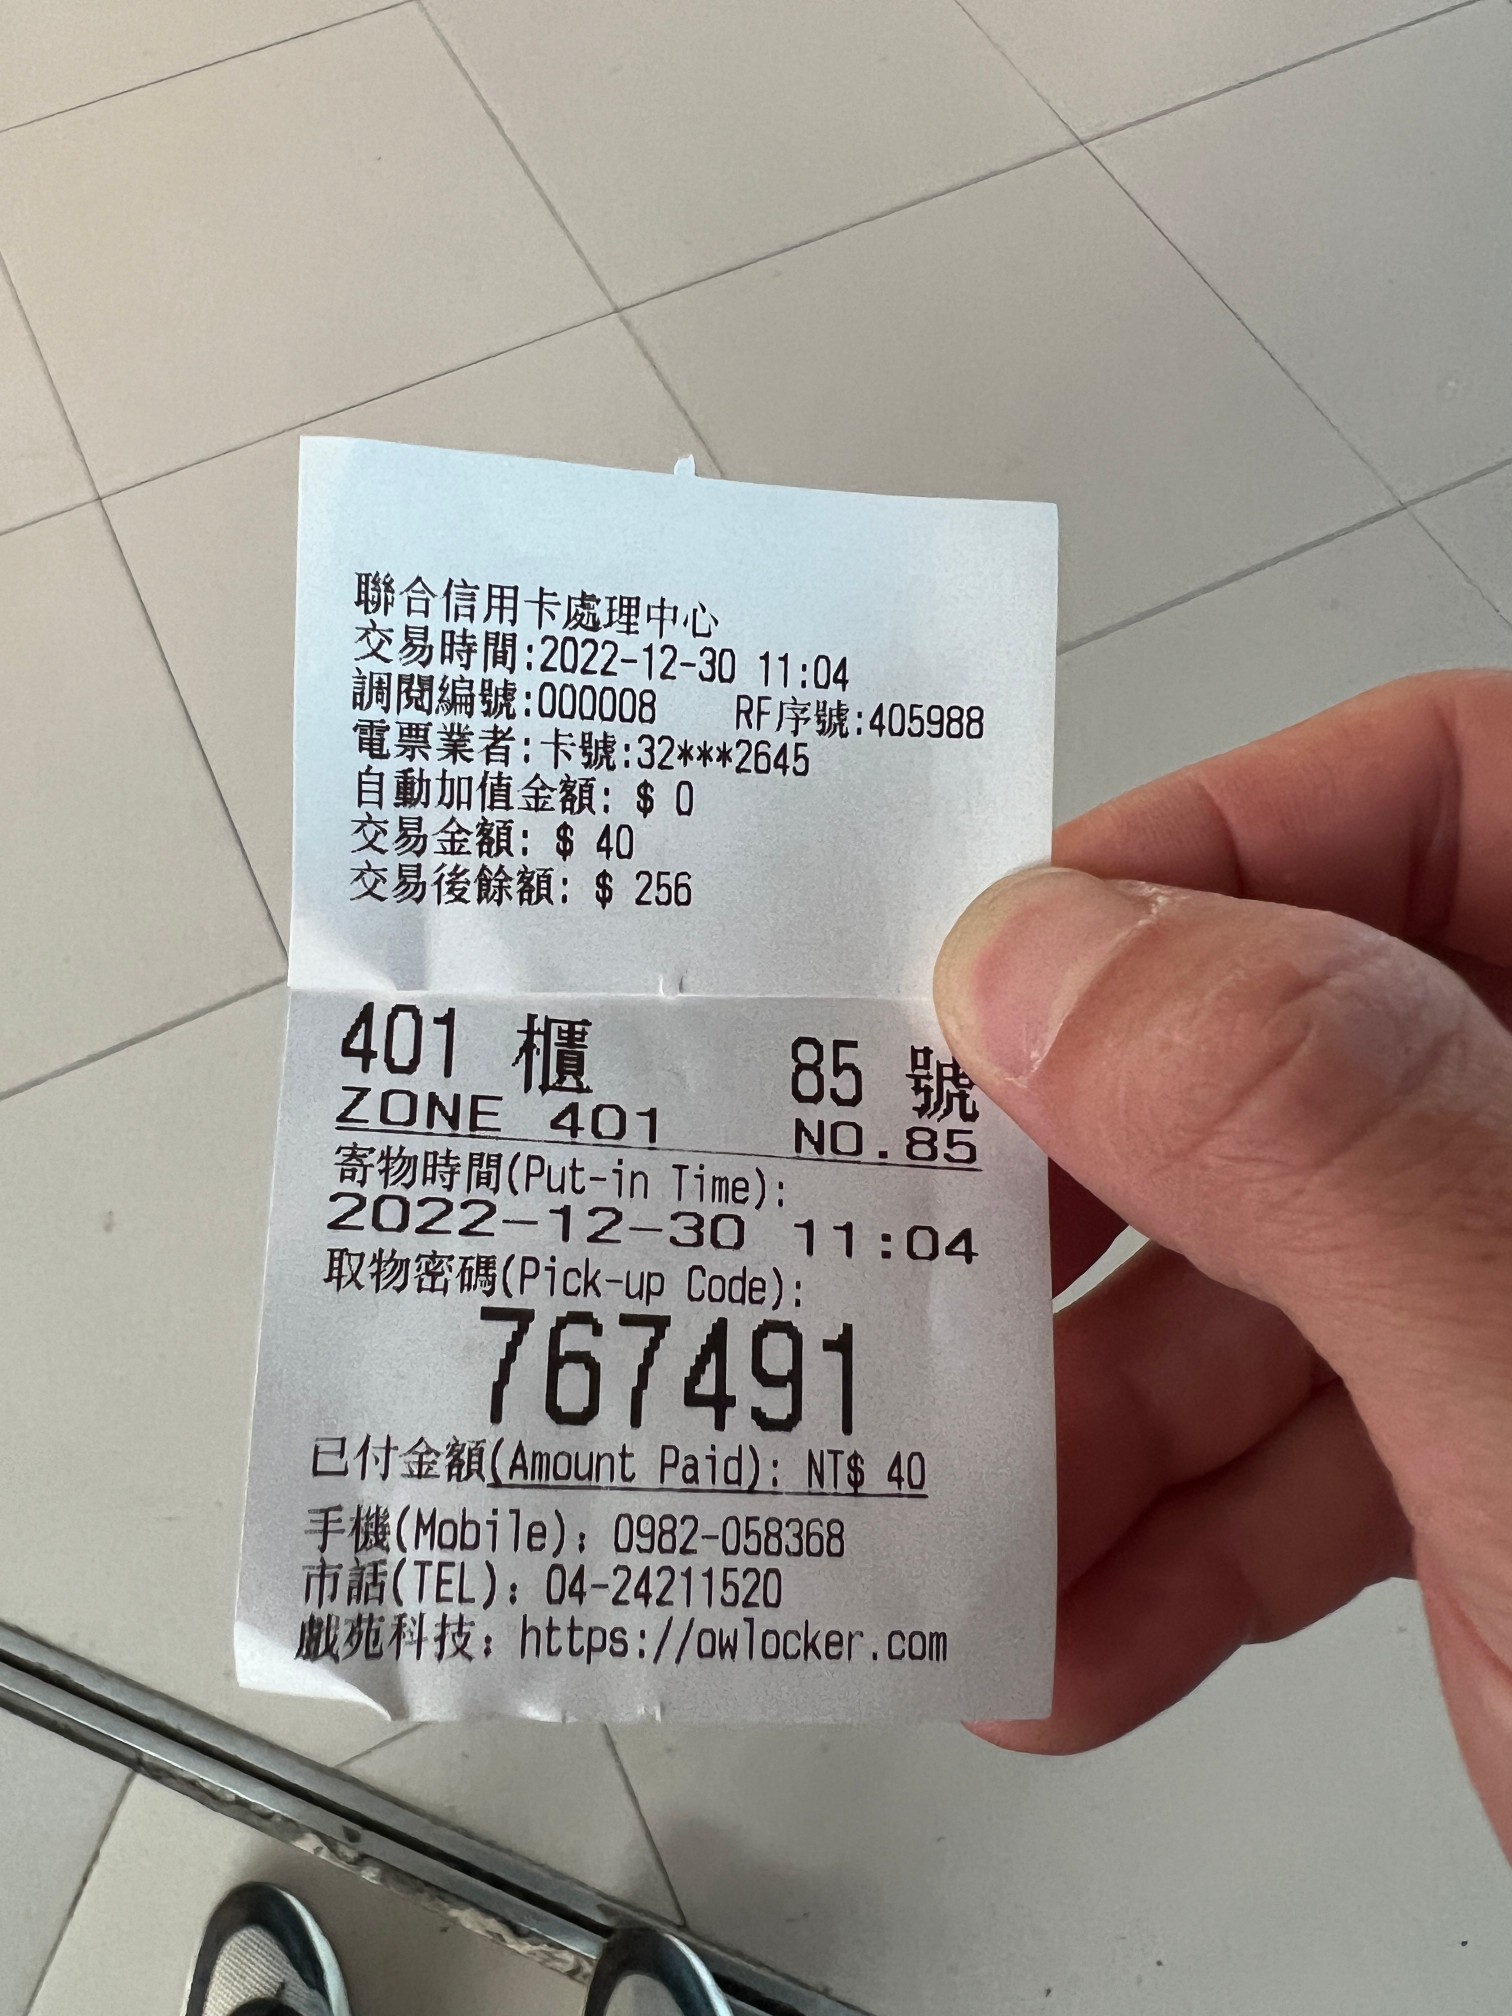 聯合信用卡處理中心
交易時間:2022-12-30 11:04
調閱編號:000008 RF序號:405988
電票業者:卡號:32***2645
自動加值金額: $ 0
交易金額: $ 40
交易後餘額: $ 256
401 櫃 85 號
ZONE 401 NO.85
寄物時間(Put-in Time):
2022-12-30 11:04
取物密碼(Pick-up Code):
767491
已付金額(Amount Paid): NT$ 40
手機(Mobile): 0982-058368
市話(TEL): 04-24211520
戲苑科技: https://owlocker.com